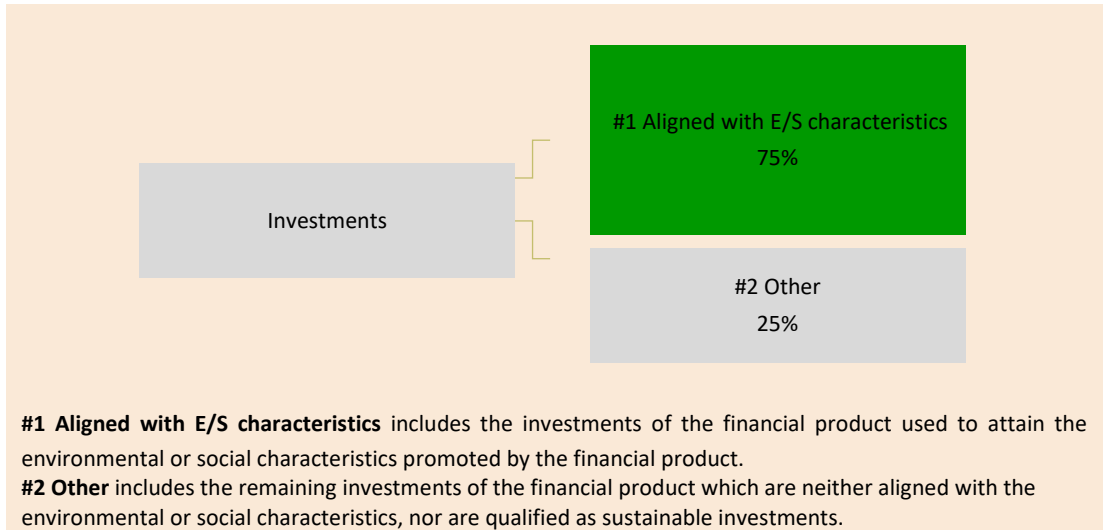 #1 Aligned with E/S characteristics
75%
Investments
#2 Other
25%
#1 Aligned with E/S characteristics includes the investments of the financial product used to attain the
environmental or social characteristics promoted by the financial product.
#2 Other includes the remaining investments of the financial product which are neither aligned with the
environmental or social characteristics, nor are qualified as sustainable investments.